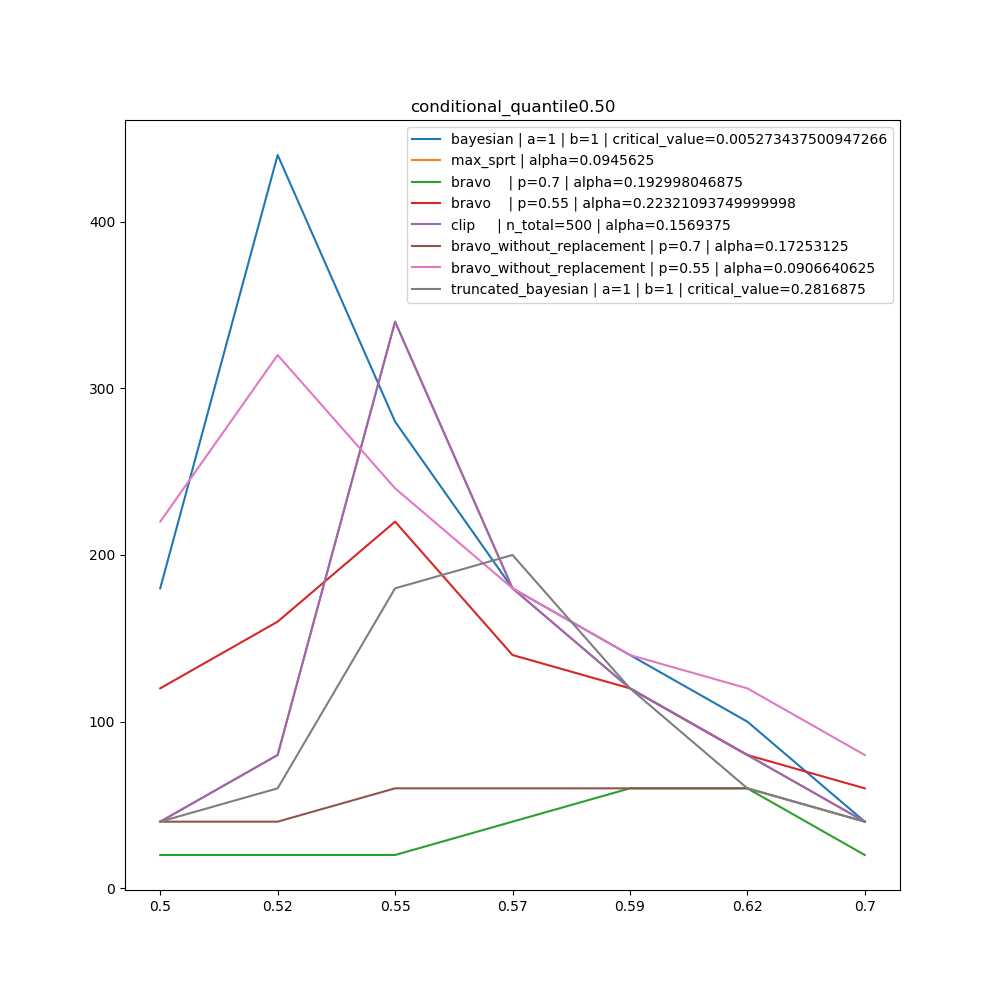 conditional_quantile0.50
bayesian | a=1 | b=1 | critical_value=0.005273437500947266
max_sprt | alpha=0.0945625
bravo    | p=0.7 | alpha=0.192998046875
bravo    | p=0.55 | alpha=0.22321093749999998
clip     | n_total=500 | alpha=0.1569375
bravo_without_replacement | p=0.7 | alpha=0.17253125
bravo_without_replacement | p=0.55 | alpha=0.0906640625
truncated_bayesian | a=1 | b=1 | critical_value=0.2816875
400
300
200
100
0
0.5 0.52 0.55 0.57 0.59 0.62 0.7